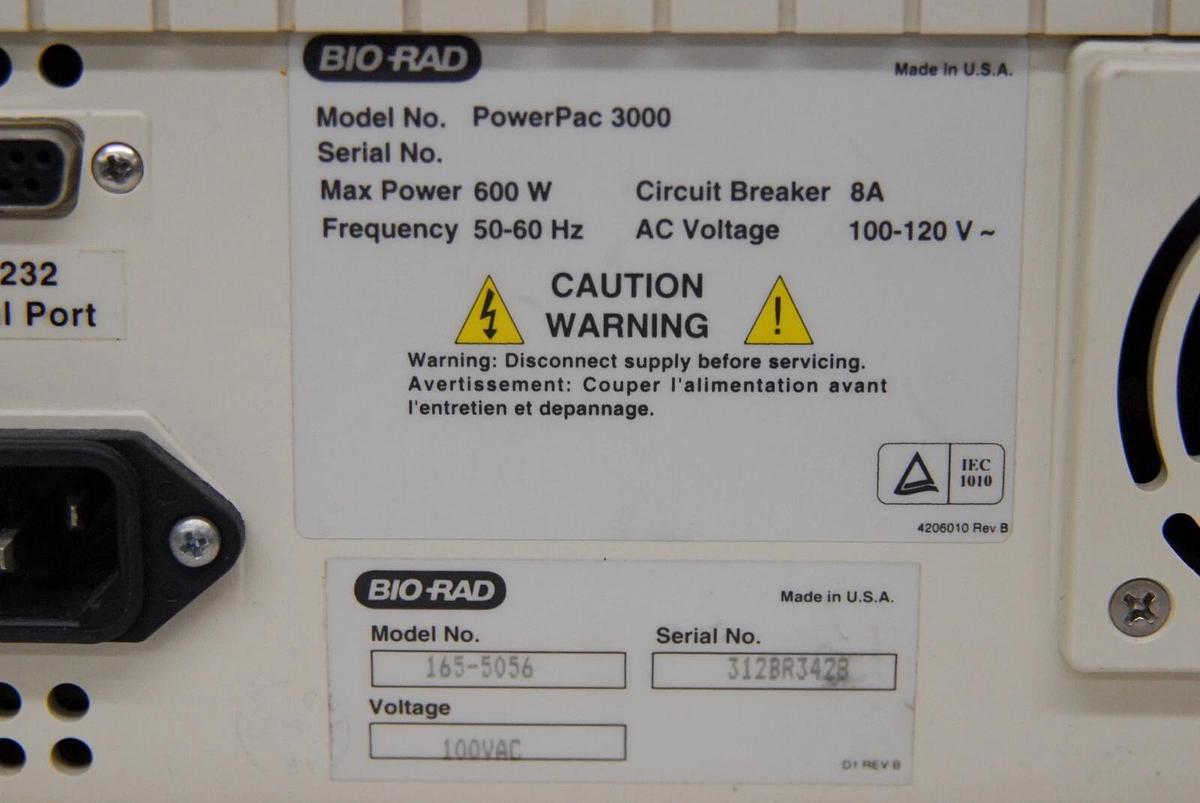 BIO-RAD
Made in U.S.A.
Model No. PowerPac 3000
Serial No.
Max Power 600 W Circuit Breaker 8A
Frequency 50-60 Hz AC Voltage 100-120 V ~
232
Port
CAUTION
WARNING
!
Warning: Disconnect supply before servicing.
Avertissement: Couper l'alimentation avant
l'entretien et depannage.
IEC
1010
4206010 Rev B
BIO-RAD
Made in U.S.A.
Model No. Serial No.
165-5056 312BR342B
Voltage
100VAC
D1 REV B